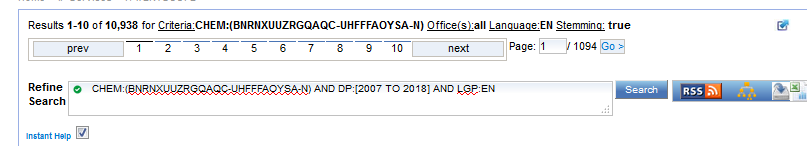 Results 1-10 of 10,938 for Criteria:CHEM:(BNRNXUUZRGQAQC-UHFFFAOYSA-N) Office(s):all Language:EN Stemming: true
prev 1 2 3 4 5 6 7 8 9 10 next Page: 1 / 1094 Go >
Refine Search CHEM:(BNRNXUUZRGQAQC-UHFFFAOYSA-N) AND DP:[2007 TO 2018] AND LGP:EN Search RSS
Instant Help